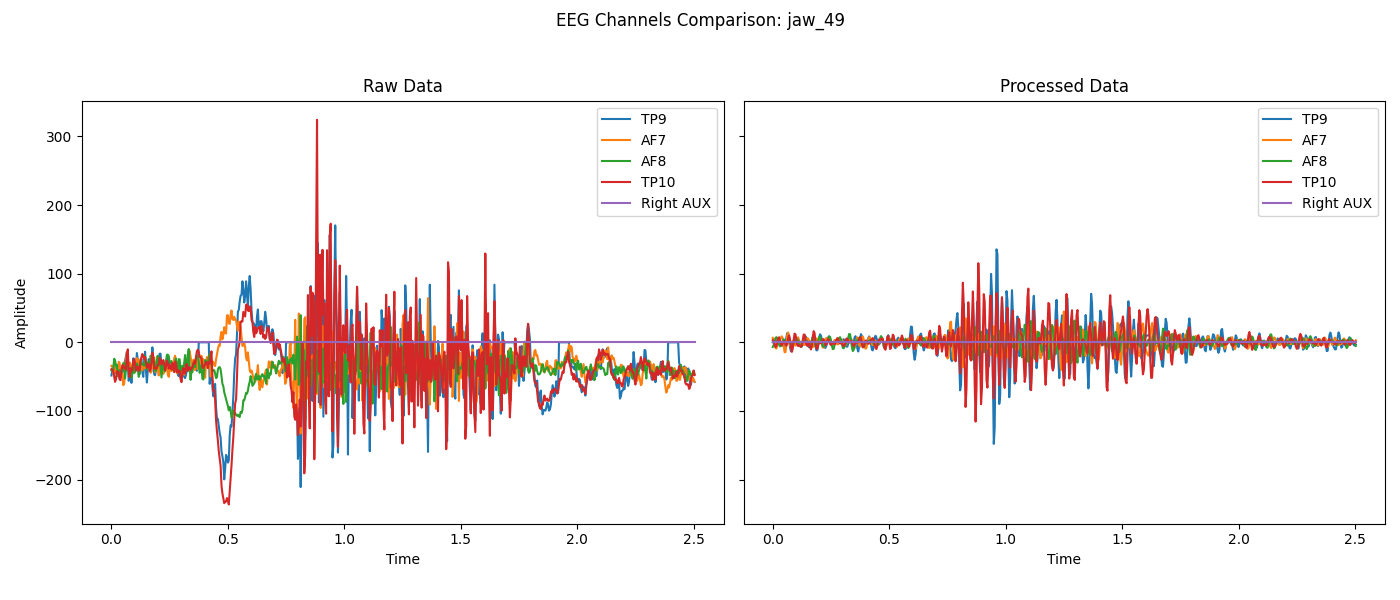 EEG Channels Comparison: jaw_49
Raw Data
TP9
AF7
AF8
TP10
Right AUX
300
200
100
0
−100
−200
Amplitude
0.0 0.5 1.0 1.5 2.0 2.5
Time
Processed Data
TP9
AF7
AF8
TP10
Right AUX
0.0 0.5 1.0 1.5 2.0 2.5
Time